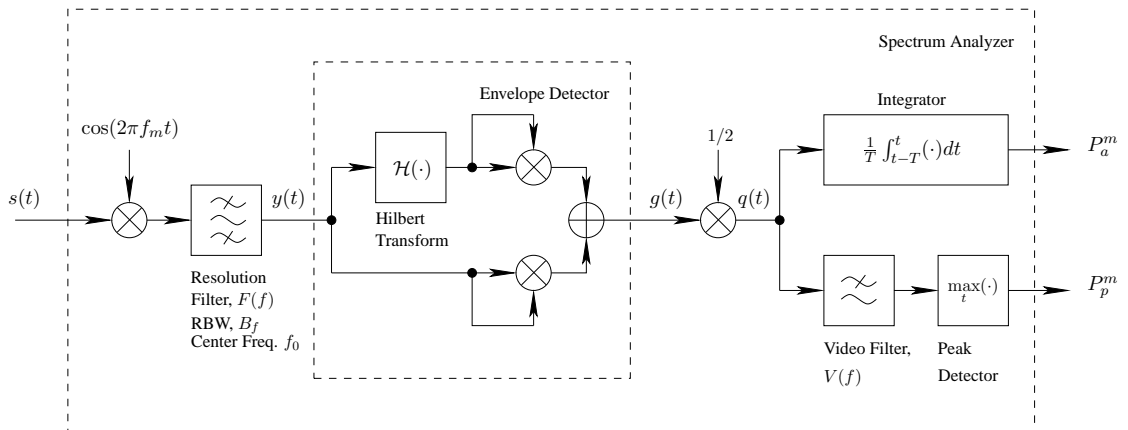 Spectrum Analyzer
Envelope Detector
Integrator
cos(2πf_m t)
1/2
H(·)
1/T ∫_{t−T}^{t}(·)dt
P_a^m
s(t)
y(t)
g(t)
q(t)
Hilbert
Transform
Resolution
Filter, F(f)
RBW, B_f
Center Freq. f_0
max_t(·)
P_p^m
Video Filter,
V(f)
Peak
Detector